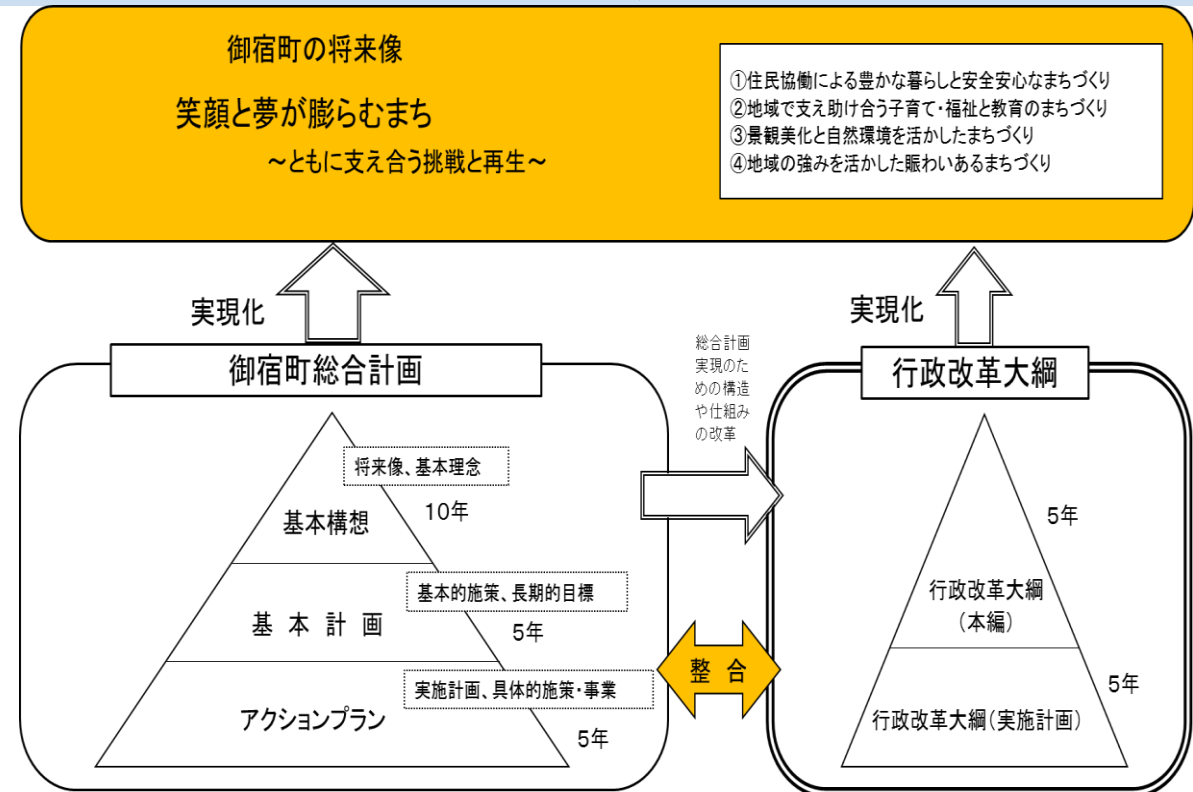 御宿町の将来像
笑顔と夢が膨らむまち
～ともに支え合う挑戦と再生～
①住民協働による豊かな暮らしと安全安心なまちづくり
②地域で支え助け合う子育て・福祉と教育のまちづくり
③景観美化と自然環境を活かしたまちづくり
④地域の強みを活かした賑わいあるまちづくり
実現化
実現化
御宿町総合計画
将来像、基本理念
10年
基本構想
基本的施策、長期的目標
基 本 計 画
5年
実施計画、具体的施策・事業
アクションプラン
5年
総合計画
実現のた
めの構造
や仕組み
の改革
整 合
行政改革大綱
5年
行政改革大綱
（本編）
5年
行政改革大綱（実施計画）